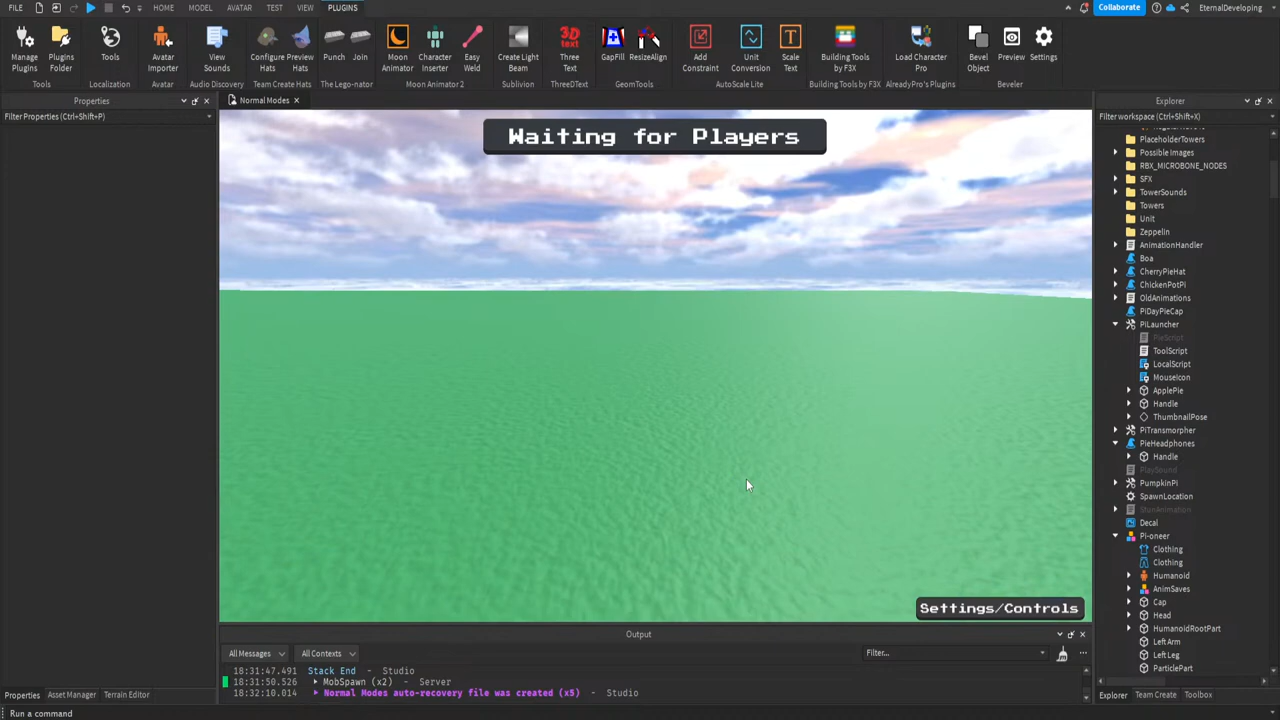 FILE HOME MODEL AVATAR TEST VIEW PLUGINS Collaborate EternalDeveloping
Manage Plugins
Plugins Folder
Tools
Avatar Importer
View Sounds
Configure Hats
Preview Hats
Punch
Join
Moon Animator
Character Inserter
Easy Weld
Create Light Beam
Three Text
GapFill
ResizeAlign
Add Constraint
Unit Conversion
Scale Text
Building Tools by F3X
Load Character Pro
Bevel Object
Preview
Settings
Tools Localization Avatar Audio Discovery Team Create Hats The Lego-nator Moon Animator 2 Sublivion ThreeDText GeomTools AutoScale Lite Building Tools by F3X AlreadyPro's Plugins Beveler
Properties
Filter Properties (Ctrl+Shift+P)
Normal Modes
Waiting for Players
Settings/Controls
Explorer
Filter workspace (Ctrl+Shift+X)
PlaceholderTowers
Possible Images
RBX_MICROBONE_NODES
SFX
TowerSounds
Towers
Unit
Zeppelin
AnimationHandler
Boa
CherryPieHat
ChickenPotPi
OldAnimations
PiDayPieCap
PiLauncher
PieScript
ToolScript
LocalScript
MouseIcon
ApplePie
Handle
ThumbnailPose
PiTransmorpher
PieHeadphones
Handle
PlaySound
PumpkinPi
SpawnLocation
StunAnimation
Decal
Pi-oneer
Clothing
Clothing
Humanoid
AnimSaves
Cap
Head
HumanoidRootPart
Left Arm
Left Leg
ParticlePart
Output
All Messages All Contexts Filter...
18:31:47.491 Stack End - Studio
18:31:50.526 MobSpawn (x2) - Server
18:32:10.014 Normal Modes auto-recovery file was created (x5) - Studio
Properties Asset Manager Terrain Editor
Explorer Team Create Toolbox
Run a command